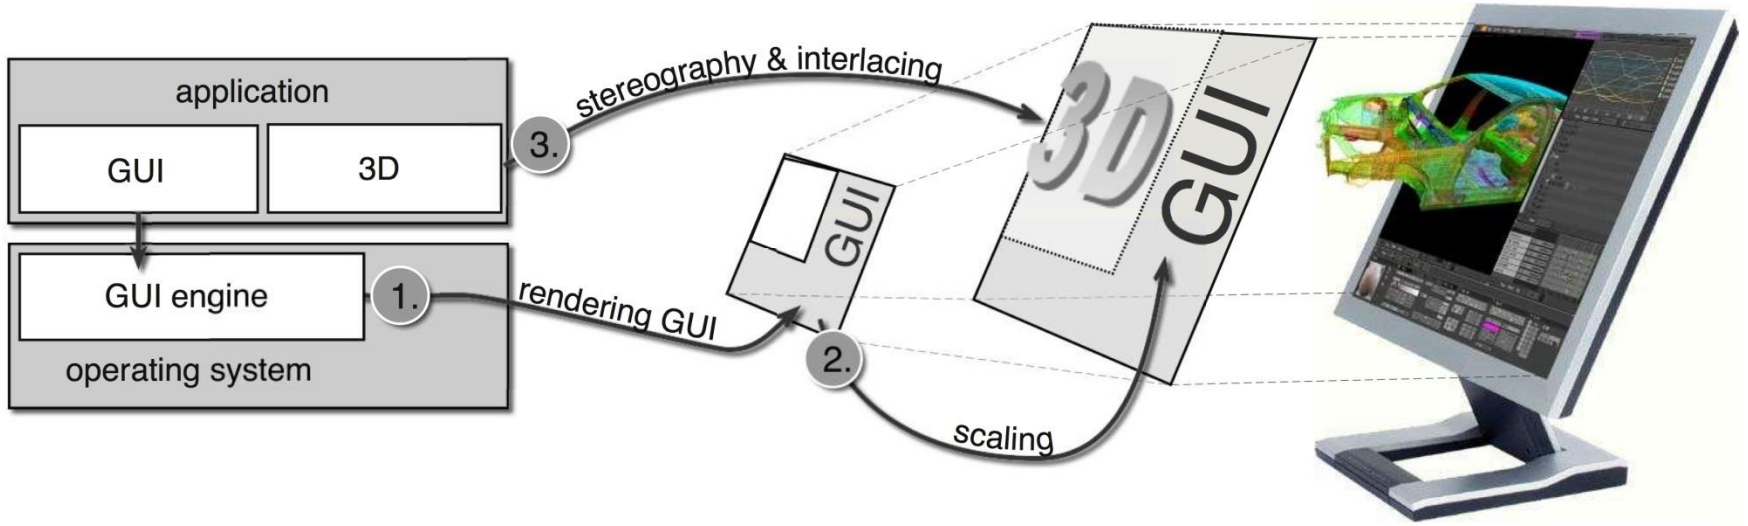 application
GUI
3D
3.
stereography & interlacing
GUI engine
operating system
1.
rendering GUI
GUI
2.
scaling
3D
GUI